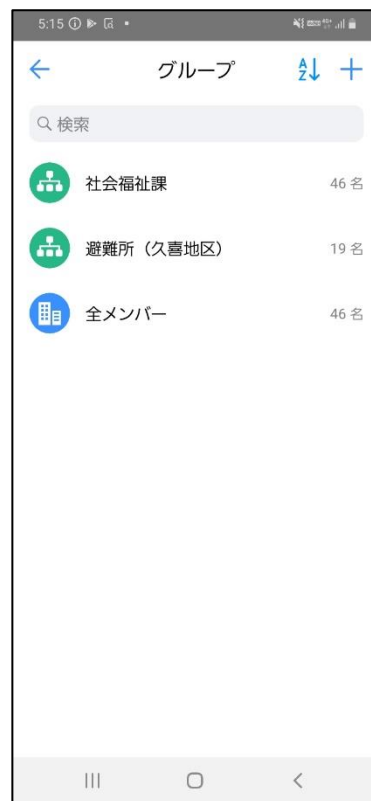 5:15
グループ
検索
社会福祉課 46 名
避難所（久喜地区） 19 名
全メンバー 46 名